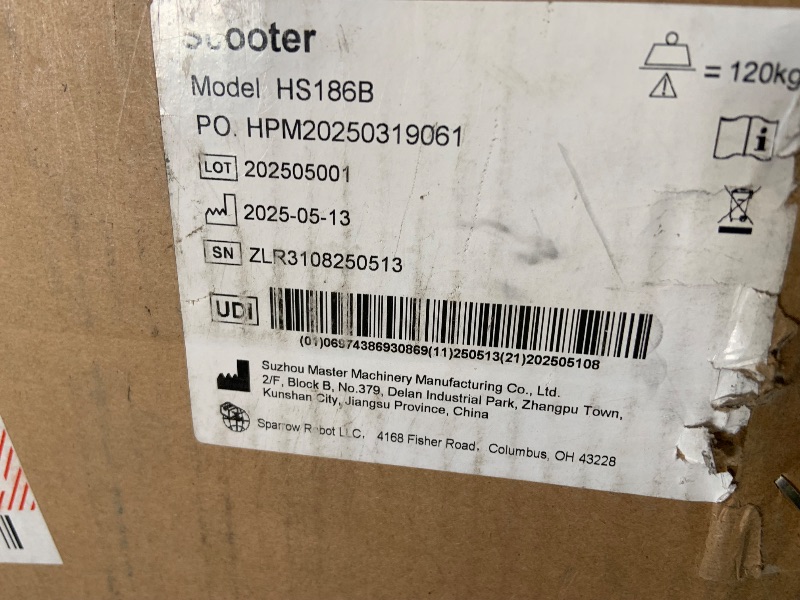 Scooter
Model HS186B
= 120kg
PO. HPM20250319061
LOT 202505001
2025-05-13
SN ZLR3108250513
UDI
(01)06974386930869(11)250513(21)202505108
Suzhou Master Machinery Manufacturing Co., Ltd.
2/F, Block B, No.379, Delan Industrial Park, Zhangpu Town,
Kunshan City, Jiangsu Province, China
Sparrow Robot LLC, 4168 Fisher Road, Columbus, OH 43228